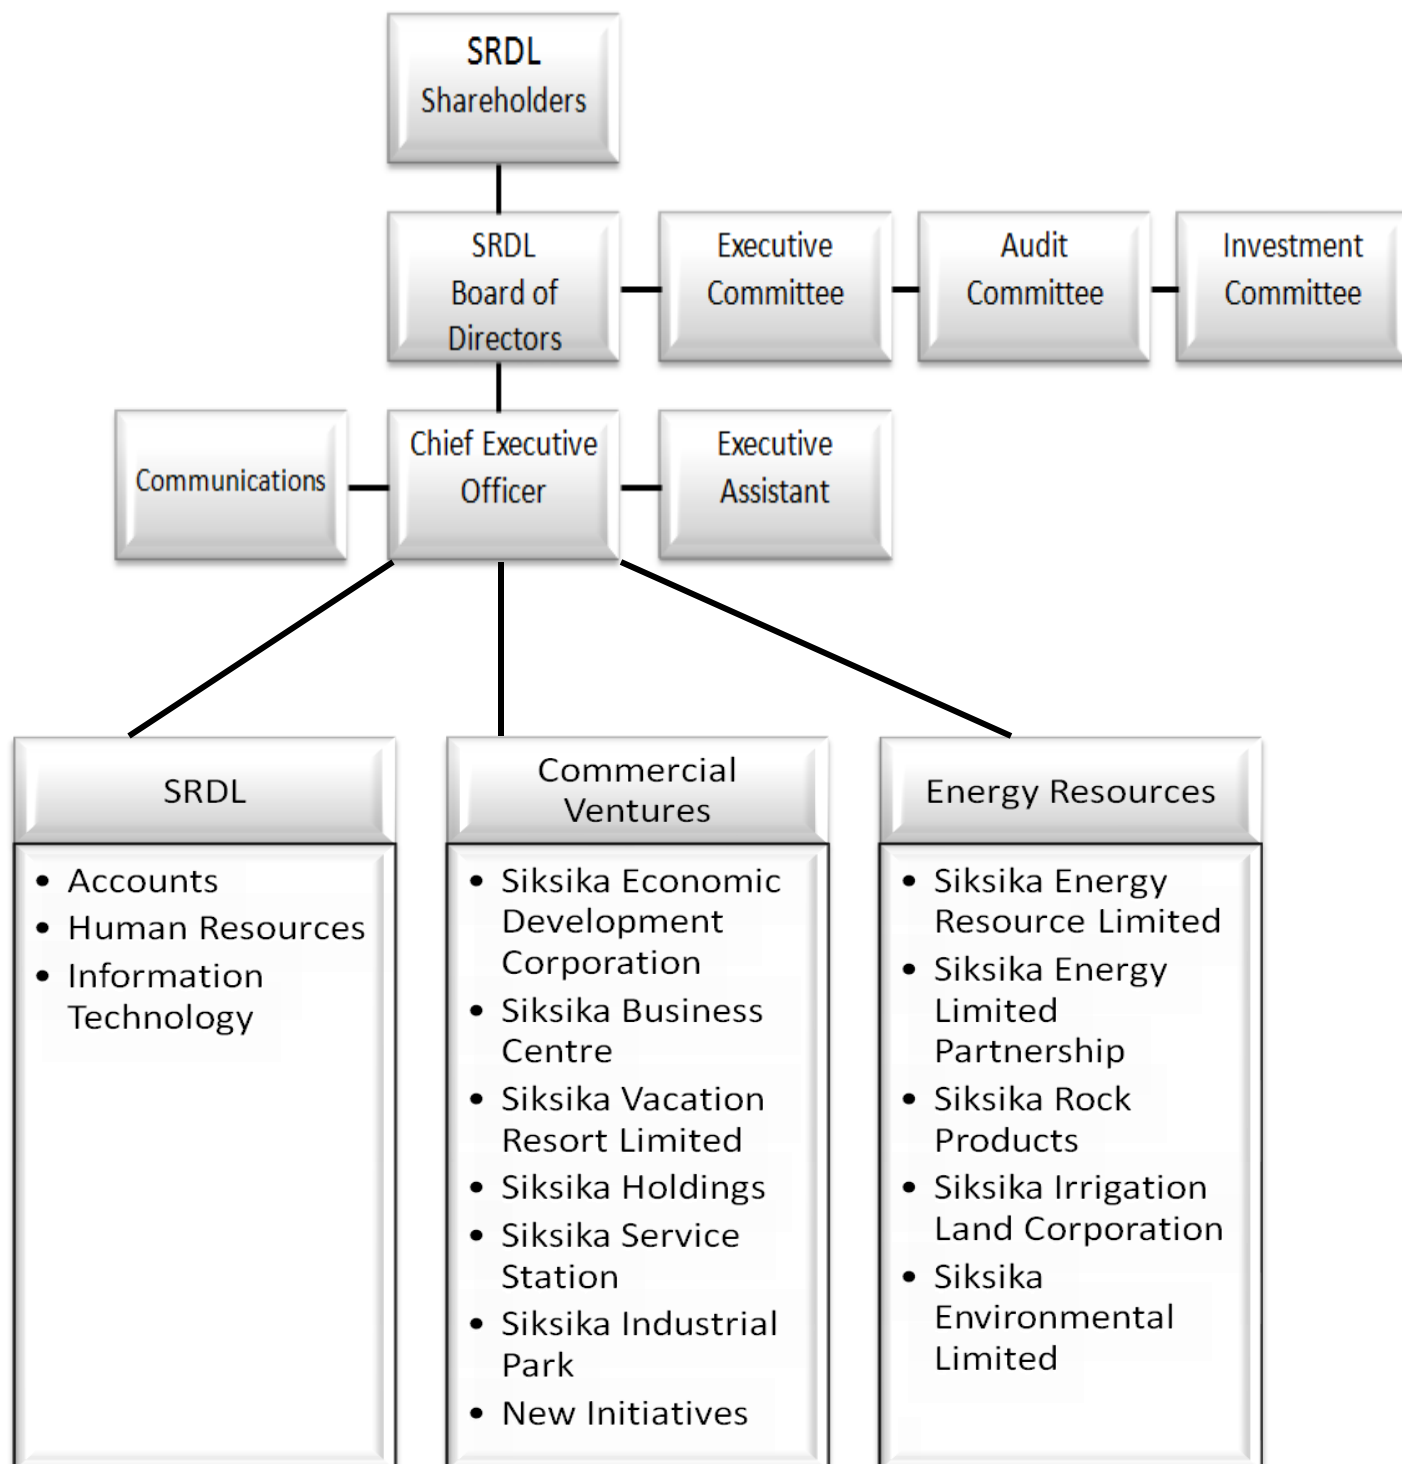 SRDL
Shareholders
SRDL
Board of
Directors
Executive
Committee
Audit
Committee
Investment
Committee
Communications
Chief Executive
Officer
Executive
Assistant
SRDL
• Accounts
• Human Resources
• Information
Technology
Commercial
Ventures
• Siksika Economic
Development
Corporation
• Siksika Business
Centre
• Siksika Vacation
Resort Limited
• Siksika Holdings
• Siksika Service
Station
• Siksika Industrial
Park
• New Initiatives
Energy Resources
• Siksika Energy
Resource Limited
• Siksika Energy
Limited
Partnership
• Siksika Rock
Products
• Siksika Irrigation
Land Corporation
• Siksika
Environmental
Limited